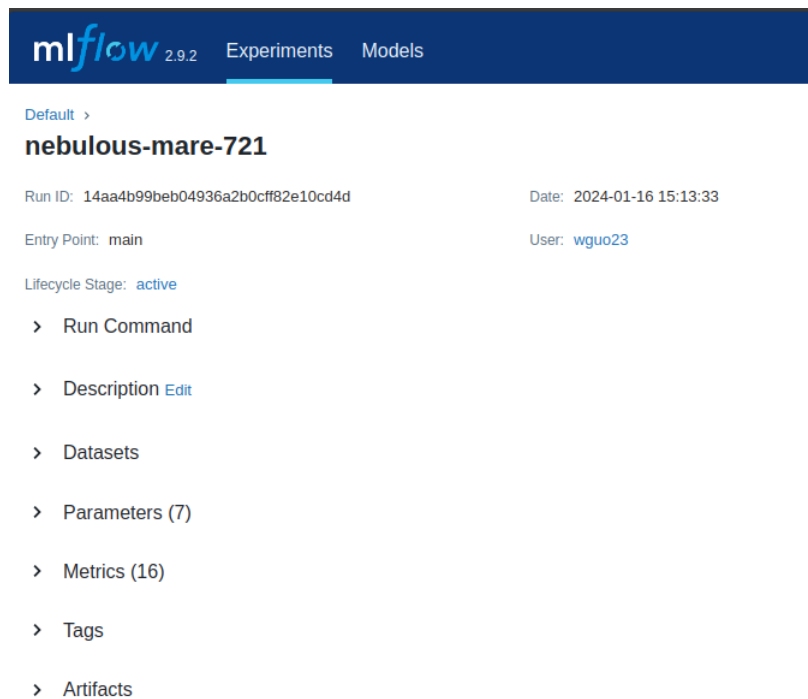 mlflow 2.9.2 Experiments Models
Default >
nebulous-mare-721
Run ID: 14aa4b99beb04936a2b0cff82e10cd4d Date: 2024-01-16 15:13:33
Entry Point: main User: wguo23
Lifecycle Stage: active
Run Command
Description Edit
Datasets
Parameters (7)
Metrics (16)
Tags
Artifacts